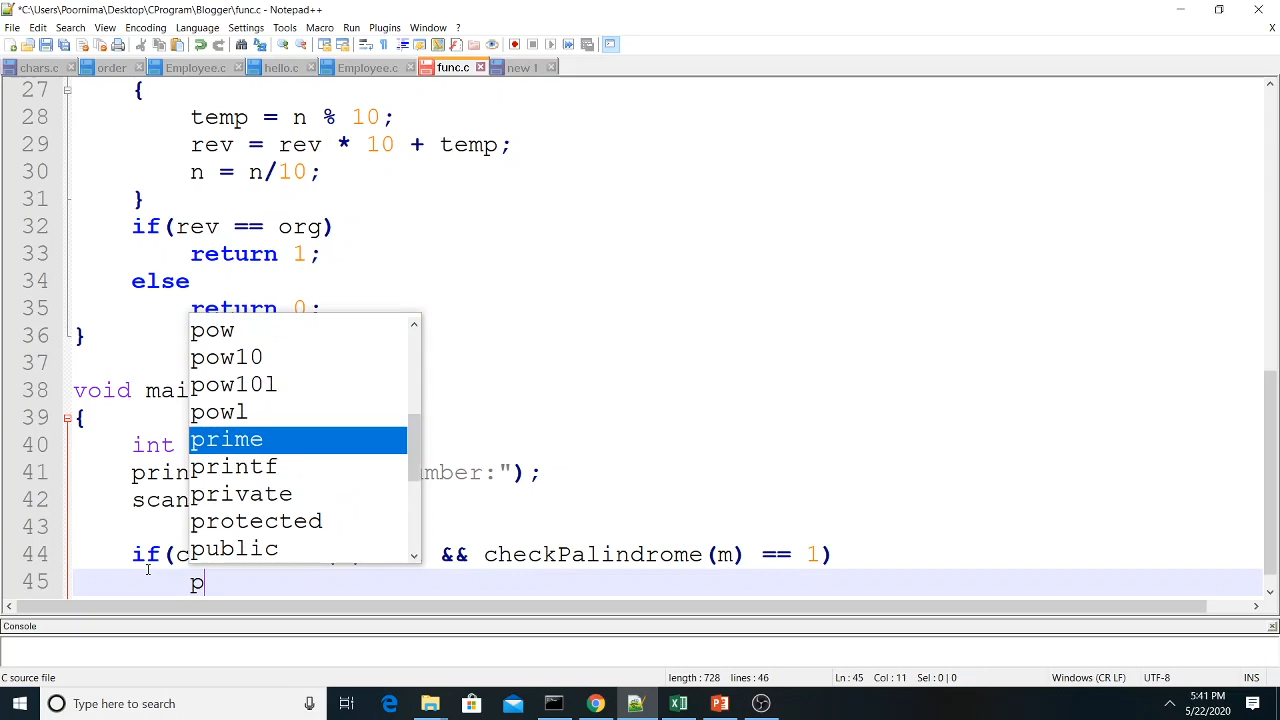 *C:\Users\Poornima\Desktop\CProgram\Blogger\func.c - Notepad++
File Edit Search View Encoding Language Settings Tools Macro Run Plugins Window ? X
chars.c order Employee.c hello.c Employee.c func.c new 1
27 {
28 temp = n % 10;
29 rev = rev * 10 + temp;
30 n = n/10;
31 }
32 if(rev == org)
33 return 1;
34 else
35 return 0;
36 }
37
38 void mai
39 {
40 int
41 prin umber:");
42 scan
43
44 if(c && checkPalindrome(m) == 1)
45 p
pow
pow10
pow10l
powl
prime
printf
private
protected
public
Console
C source file length : 728 lines : 46 Ln : 45 Col : 11 Sel : 0 | 0 Windows (CR LF) UTF-8 INS
Type here to search 5:41 PM
5/22/2020